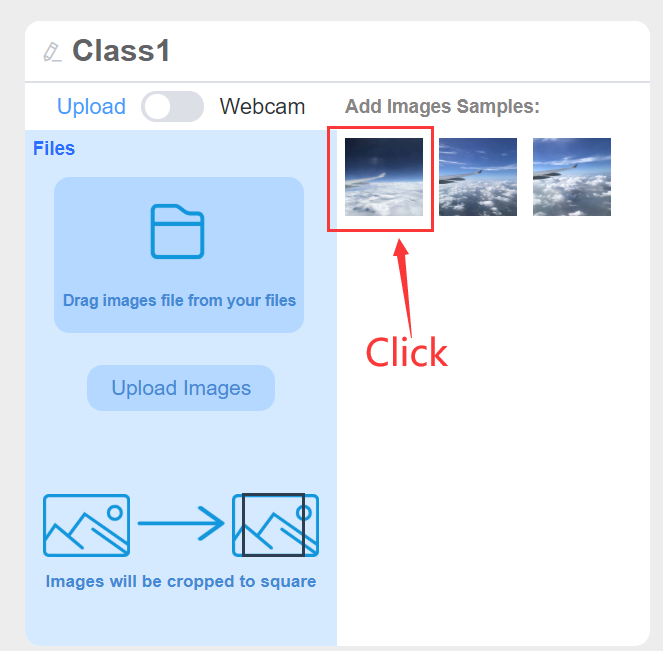 Class1
Upload Webcam
Add Images Samples:
Files
Drag images file from your files
Click
Upload Images
Images will be cropped to square